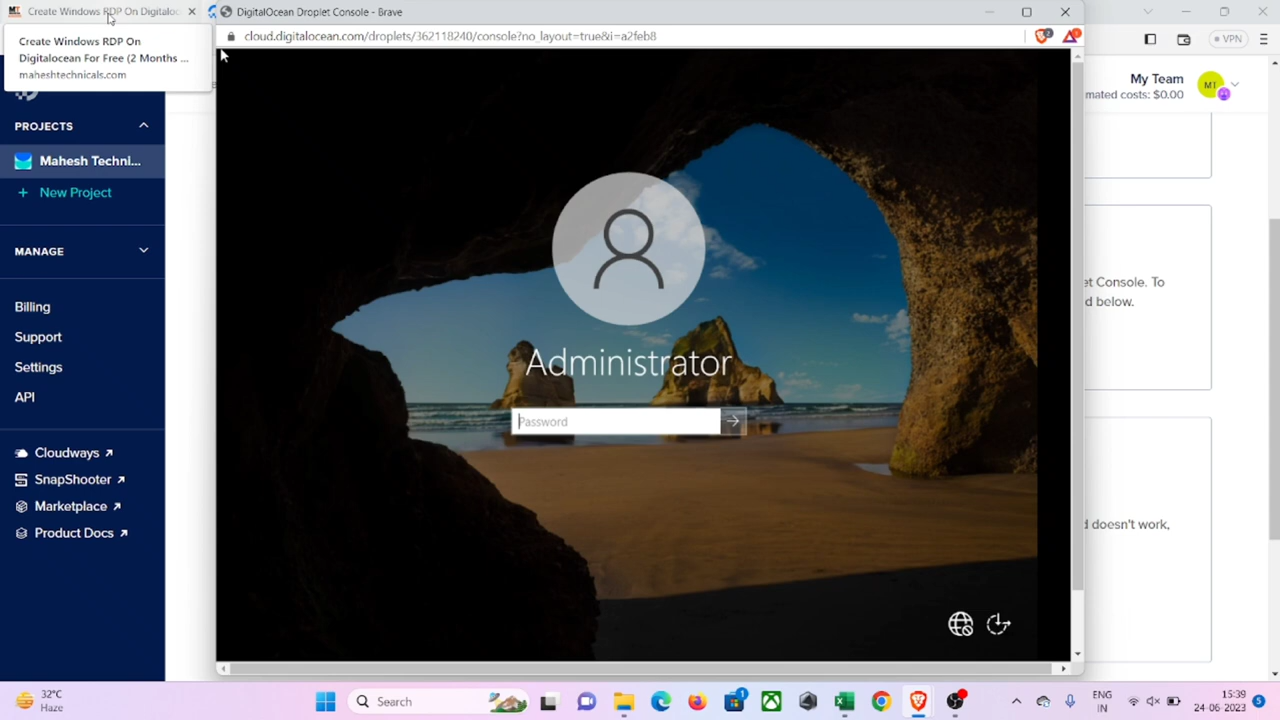 Create Windows RDP On Digitaloc
DigitalOcean Droplet Console - Brave
cloud.digitalocean.com/droplets/362118240/console?no_layout=true&i=a2feb8
2
VPN
Create Windows RDP On
Digitalocean For Free (2 Months ...
maheshtechnicals.com
My Team
mated costs: $0.00
MT
PROJECTS
Mahesh Techni...
+ New Project
MANAGE
Billing
Support
Settings
API
Cloudways
SnapShooter
Marketplace
Product Docs
Administrator
Password
et Console. To
d below.
d doesn't work,
32°C
Haze
Search
1
ENG
IN
15:39
24-06-2023
5